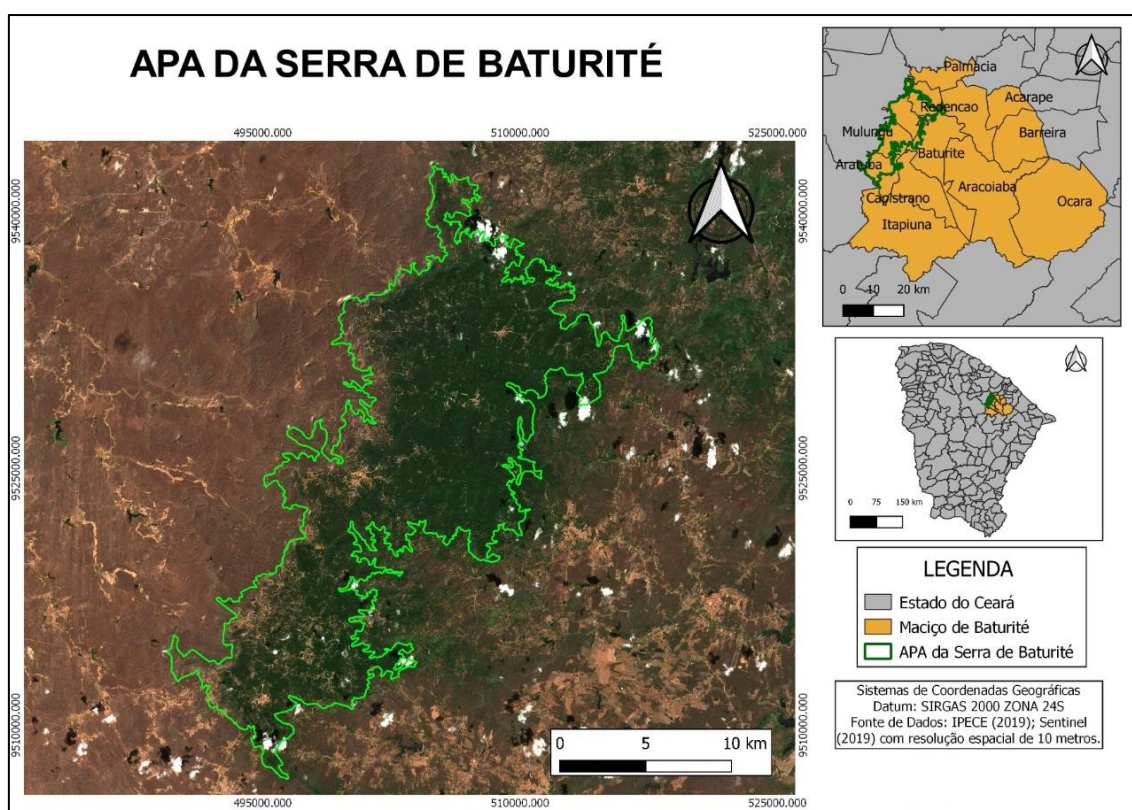 APA DA SERRA DE BATURITÉ
495000.000
510000.000
525000.000
9540000.000
9540000.000
9525000.000
9525000.000
9510000.000
9510000.000
0 5 10 km
495000.000
510000.000
525000.000
Palmacia
Acarape
Redencao
Mulungu
Barreira
Baturite
Aratuba
Aracoiaba
Capistrano
Ocara
Itapiuna
0 10 20 km
0 75 150 km
LEGENDA
Estado do Ceará
Maciço de Baturité
APA da Serra de Baturité
Sistemas de Coordenadas Geográficas
Datum: SIRGAS 2000 ZONA 24S
Fonte de Dados: IPECE (2019); Sentinel
(2019) com resolução espacial de 10 metros.